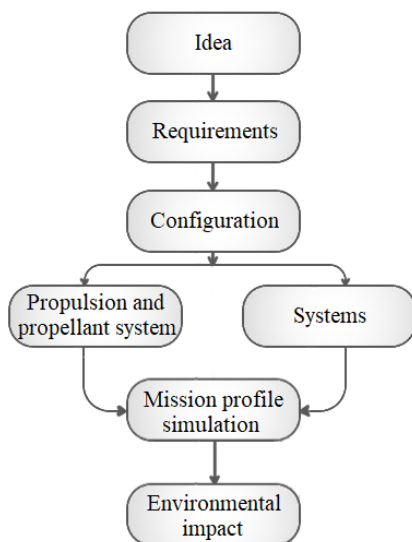 Idea
Requirements
Configuration
Propulsion and
propellant system
Systems
Mission profile
simulation
Environmental
impact